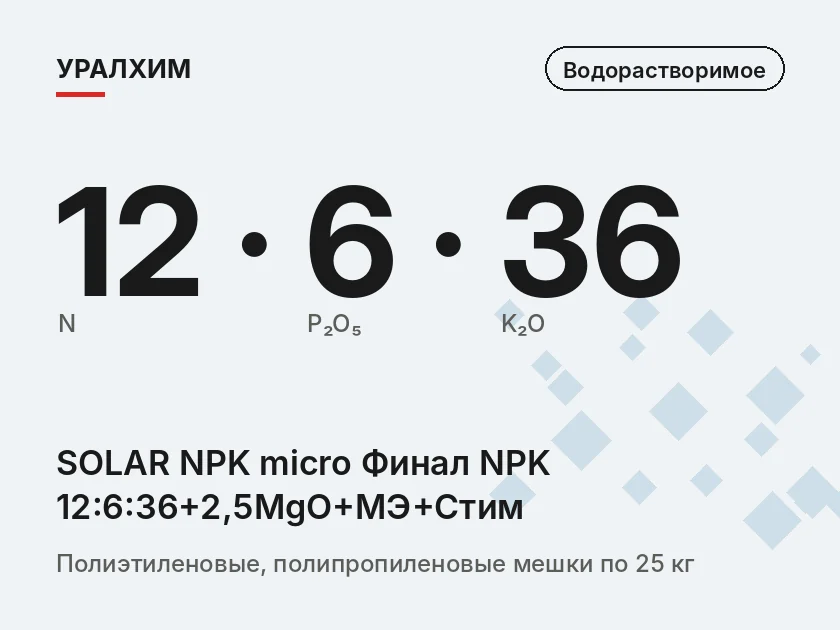 УРАЛХИМ
Водорастворимое
12 · 6 · 36
N P₂O₅ K₂O
SOLAR NPK micro Финал NPK
12:6:36+2,5MgO+МЭ+Стим
Полиэтиленовые, полипропиленовые мешки по 25 кг